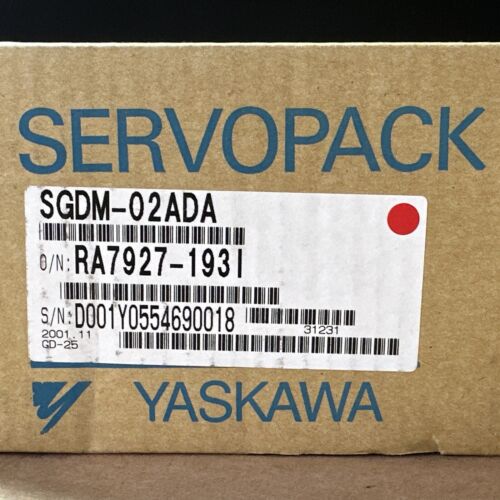 SERVOPACK
SGDM-02ADA
O/N: RA7927-193I
S/N: D001Y0554690018
31231
2001.11
GD-25
YASKAWA